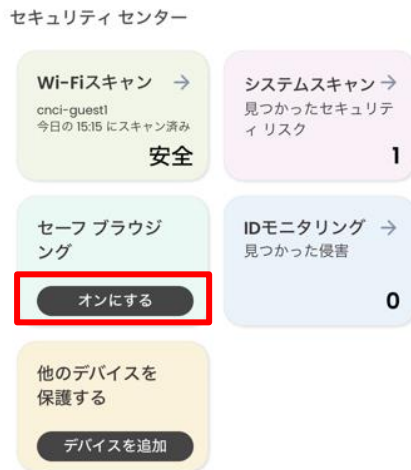 セキュリティ センター
Wi-Fiスキャン →
cnci-guest1
今日の 15:15 にスキャン済み
安全
システムスキャン →
見つかったセキュリテ
ィ リスク
1
セーフ ブラウジ
ング
オンにする
IDモニタリング →
見つかった侵害
0
他のデバイスを
保護する
デバイスを追加